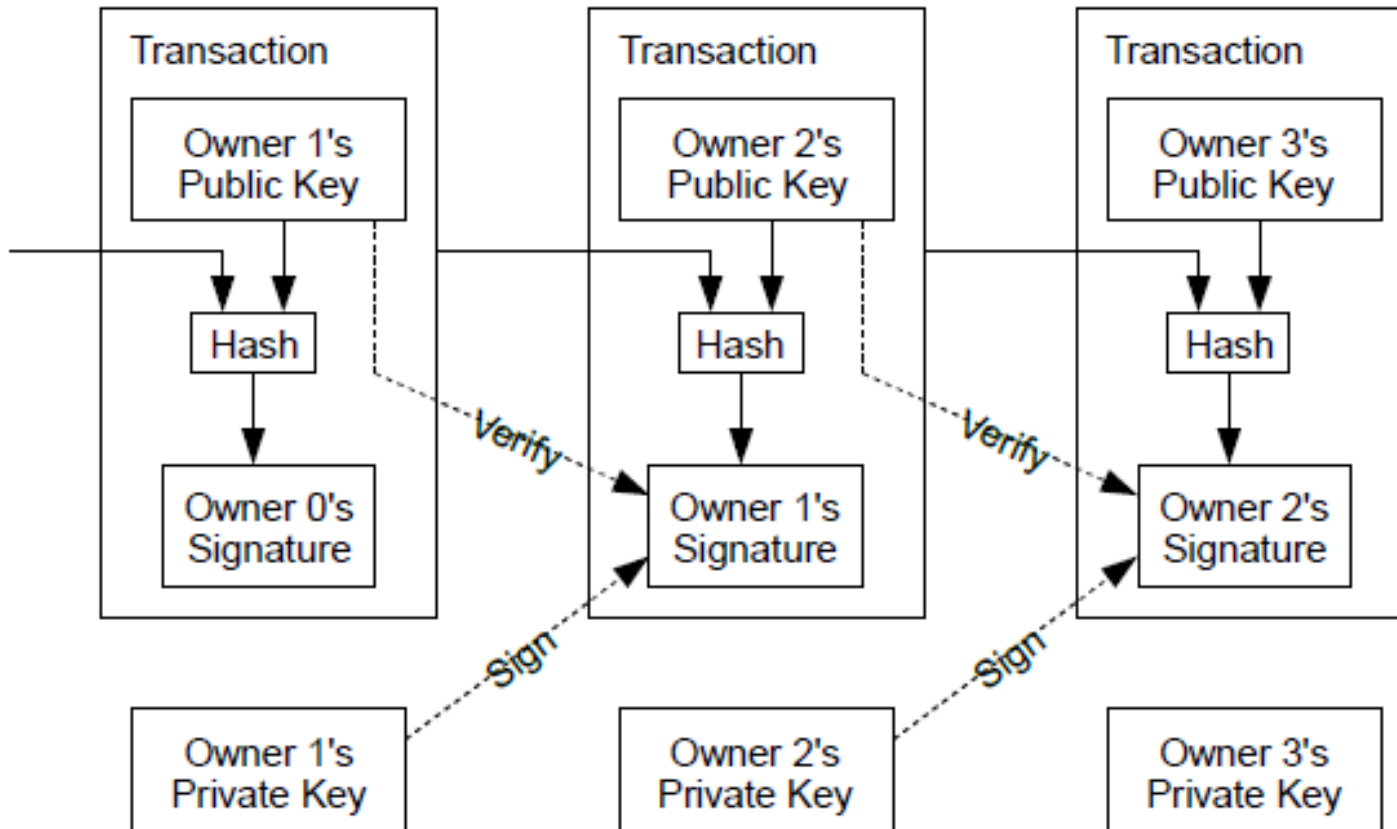 Transaction
Owner 1's
Public Key
Hash
Owner 0's
Signature
Transaction
Owner 2's
Public Key
Hash
Owner 1's
Signature
Transaction
Owner 3's
Public Key
Hash
Owner 2's
Signature
Verify
Verify
Sign
Sign
Owner 1's
Private Key
Owner 2's
Private Key
Owner 3's
Private Key